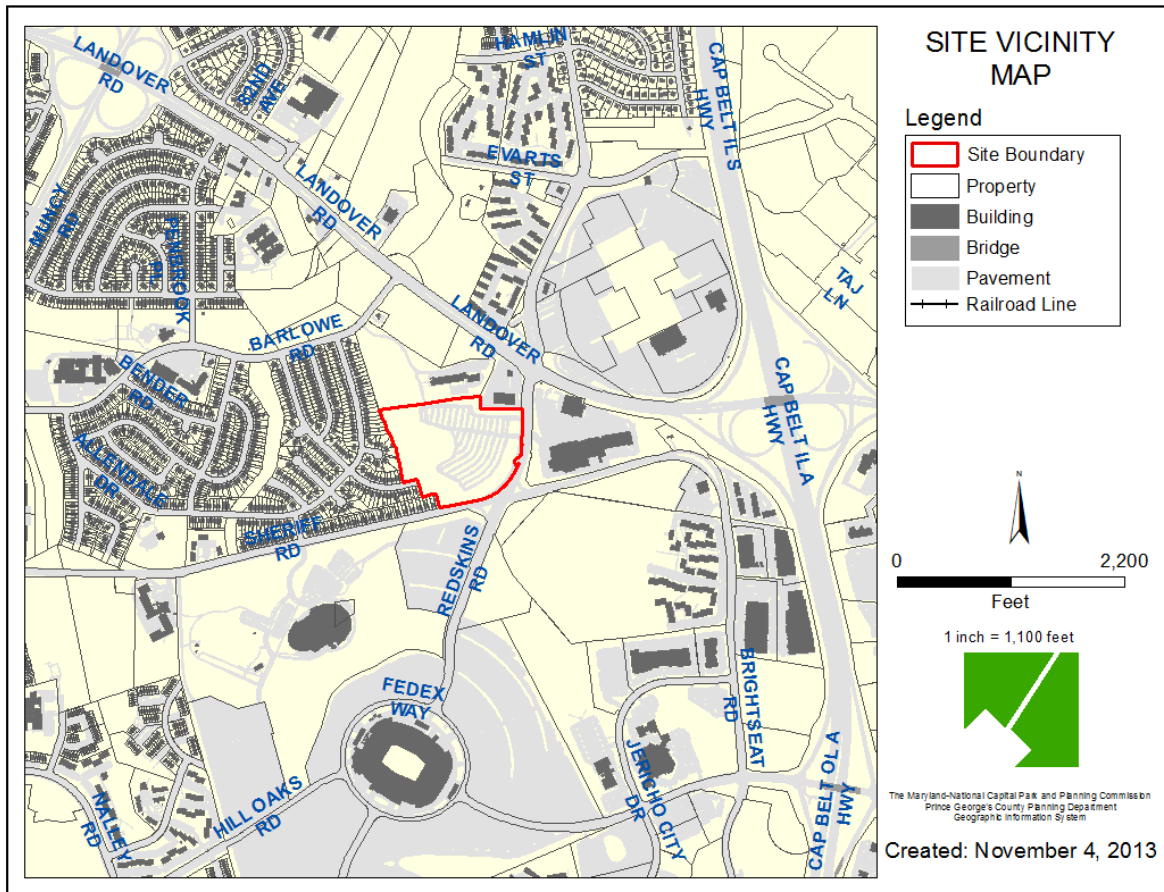 SITE VICINITY
MAP
Legend
Site Boundary
Property
Building
Bridge
Pavement
Railroad Line
N
0 2,200
Feet
1 inch = 1,100 feet
The Maryland-National Capital Park and Planning Commission
Prince George's County Planning Department
Geographic Information System
Created: November 4, 2013
LANDOVER
RD
82ND
AVE
HAMLIN
ST
CAP BELT IL S
HWY
EVARTS
ST
MUNCY
RD
PEMBROOK
PL
LANDOVER
RD
TAJ
LN
BARLOWE
RD
LANDOVER
RD
BENDER
RD
CAP BELT IL A
HWY
ALLENDALE
DR
SHERIFF
RD
REDSKINS
RD
FEDEX
WAY
BRIGHTSEAT
RD
JERICHO CITY
DR
HILL OAKS
RD
NALLEY
RD
CAP BELT OL A
HWY